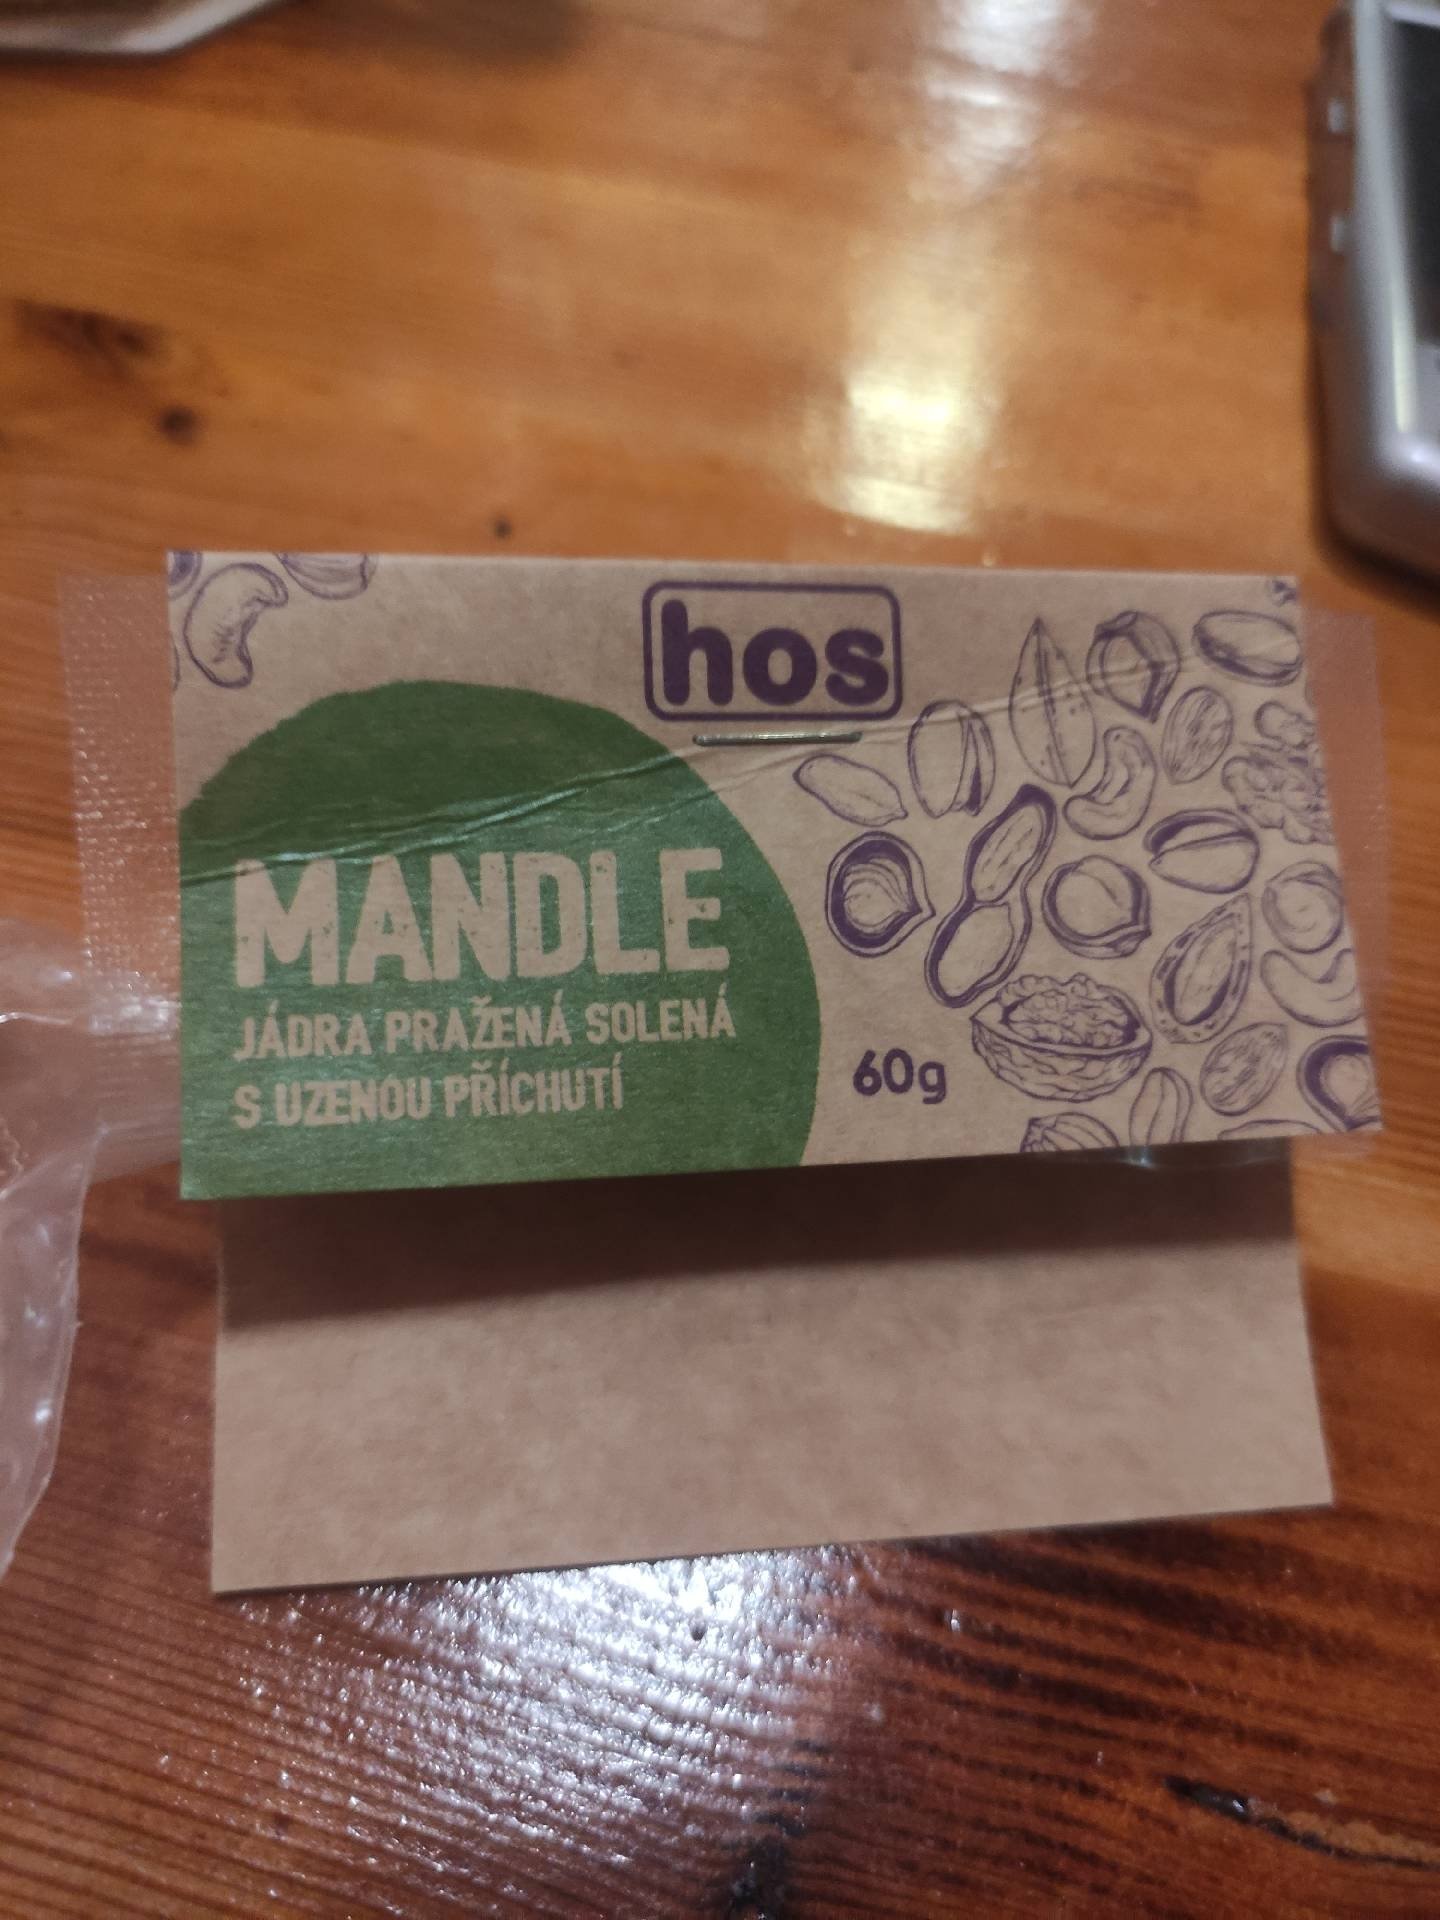 hos
MANDLE
JÁDRA PRAŽENÁ SOLENÁ
S UZENOU PŘÍCHUTÍ
60g